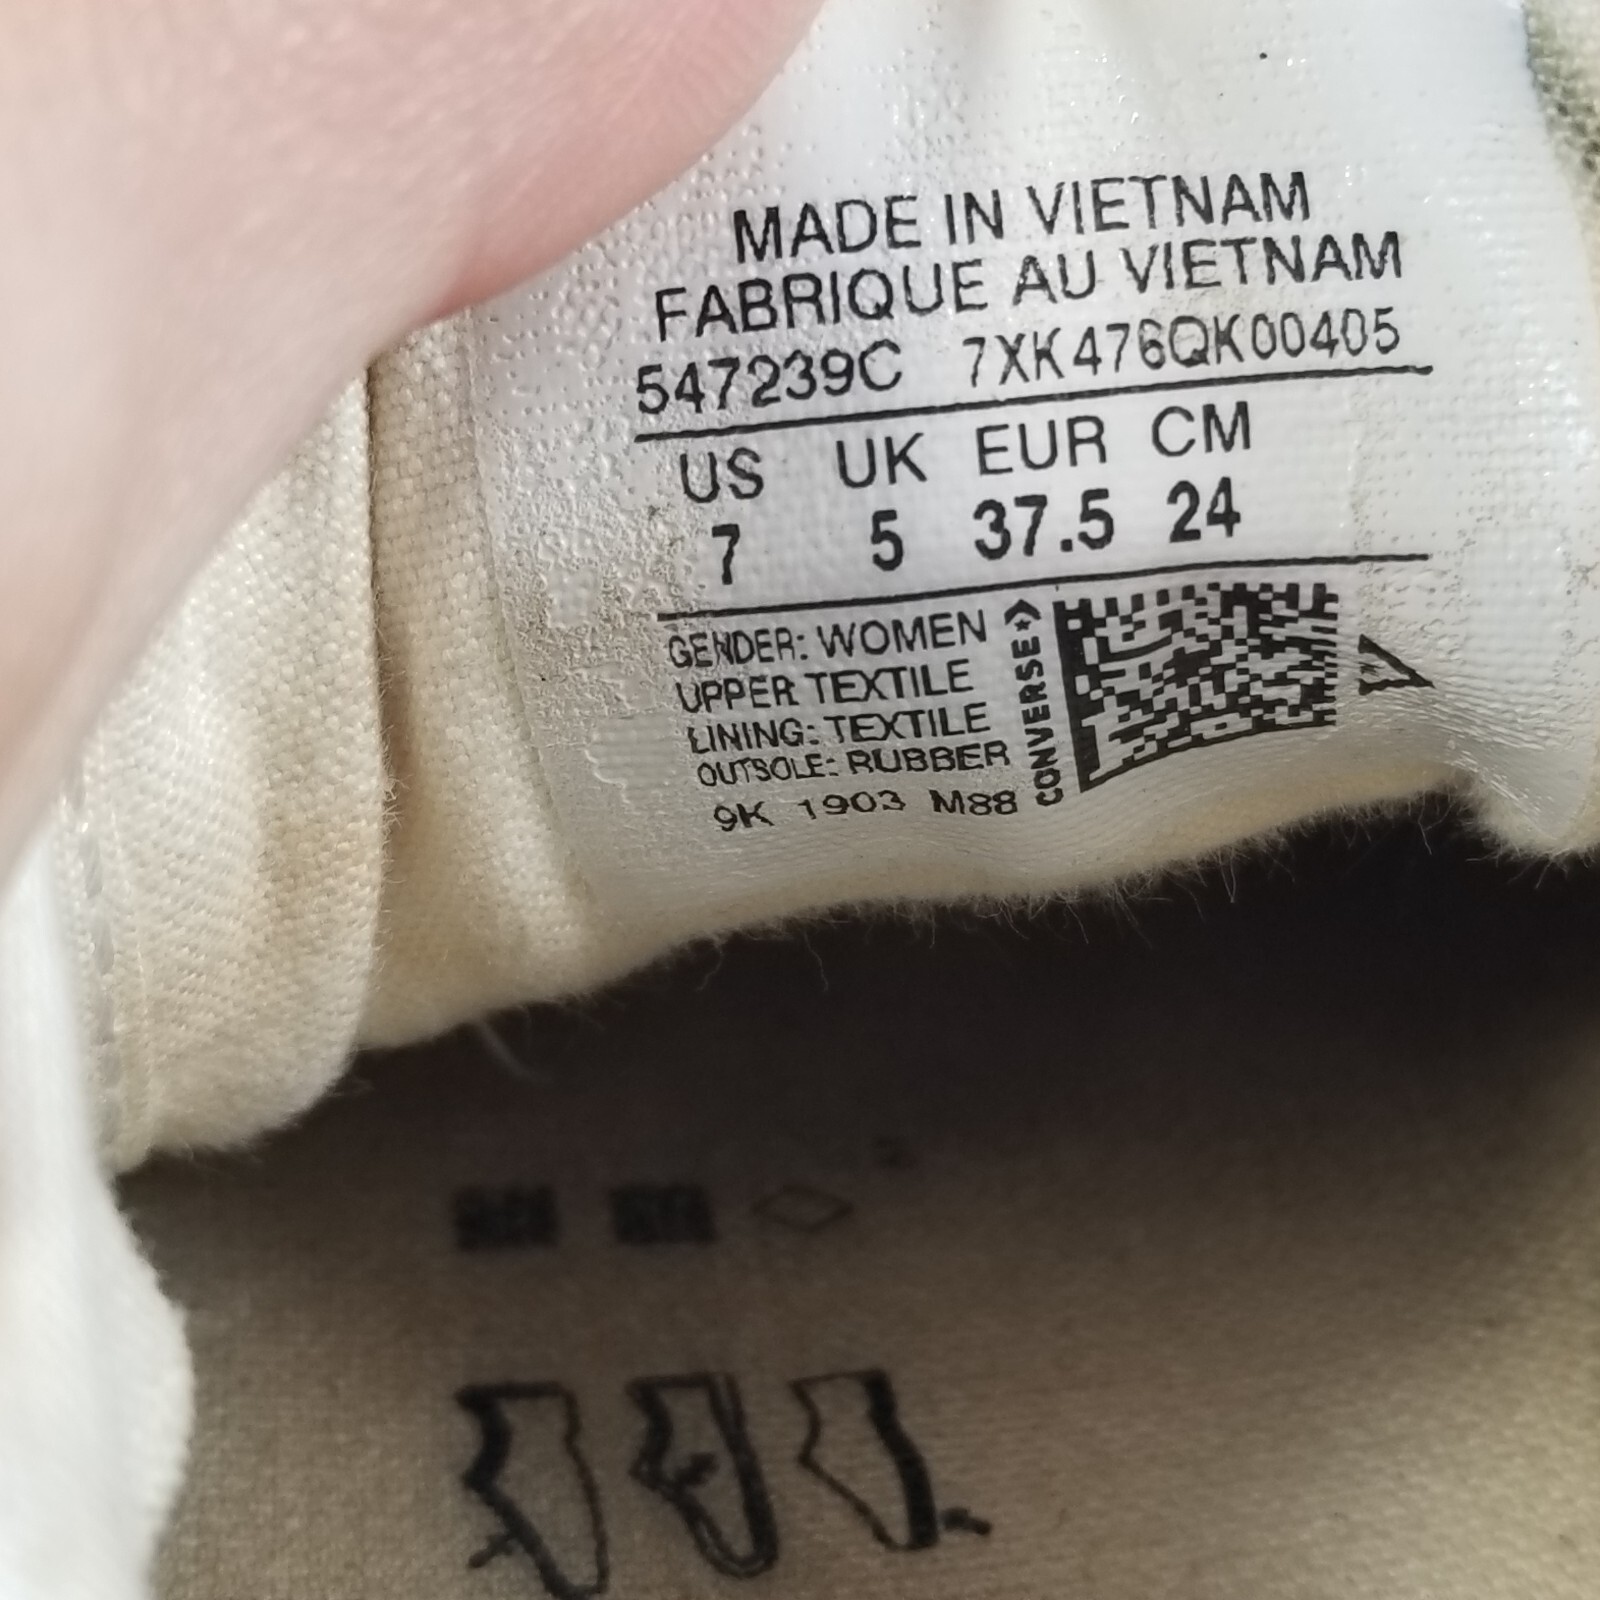 MADE IN VIETNAM
FABRIQUE AU VIETNAM
547239C 7XK476QK00405
US UK EUR CM
7 5 37.5 24
GENDER: WOMEN
UPPER TEXTILE
LINING: TEXTILE
OUTSOLE: RUBBER
9K 1903 M88
CONVERSE